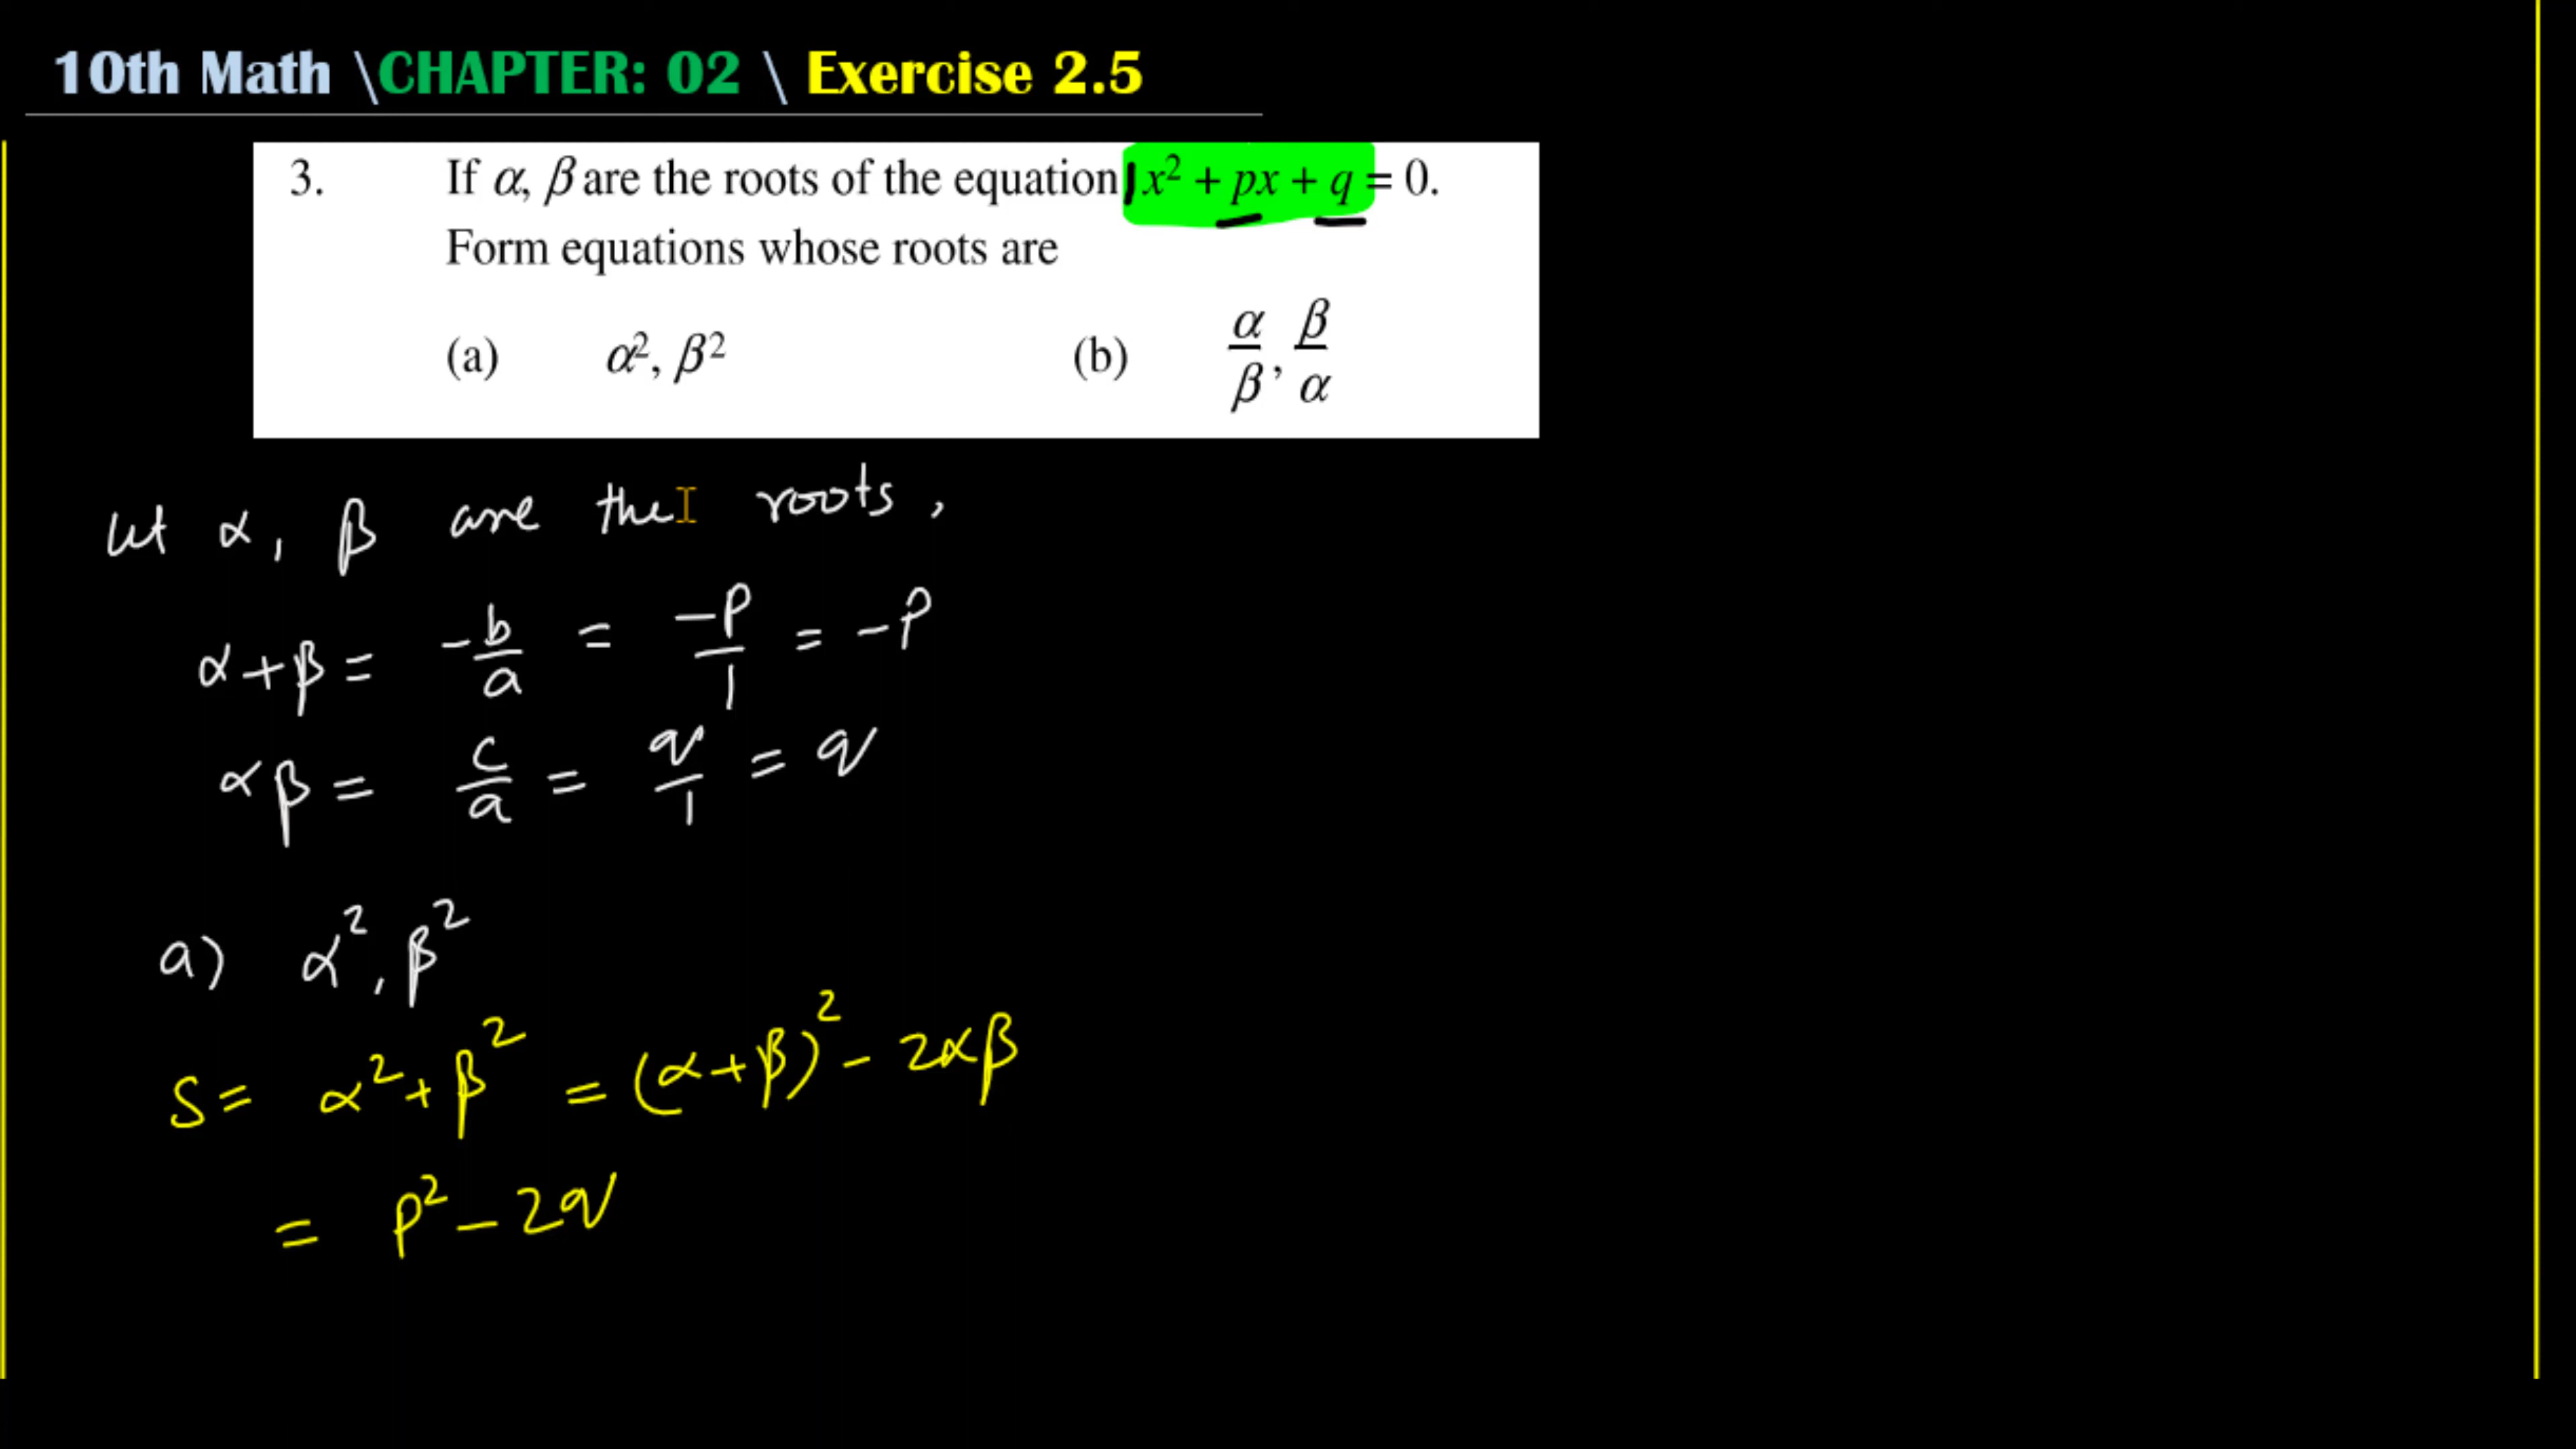 10th Math \CHAPTER: 02 \ Exercise 2.5
3. If α, β are the roots of the equation 1x² + px + q = 0.
Form equations whose roots are
(a) α², β² (b) α/β, β/α
let α, β are the roots,
α+β = -b/a = -P/1 = -P
αβ = c/a = q/1 = q
a) α², β²
S = α²+β² = (α+β)² - 2αβ
= P² - 2q